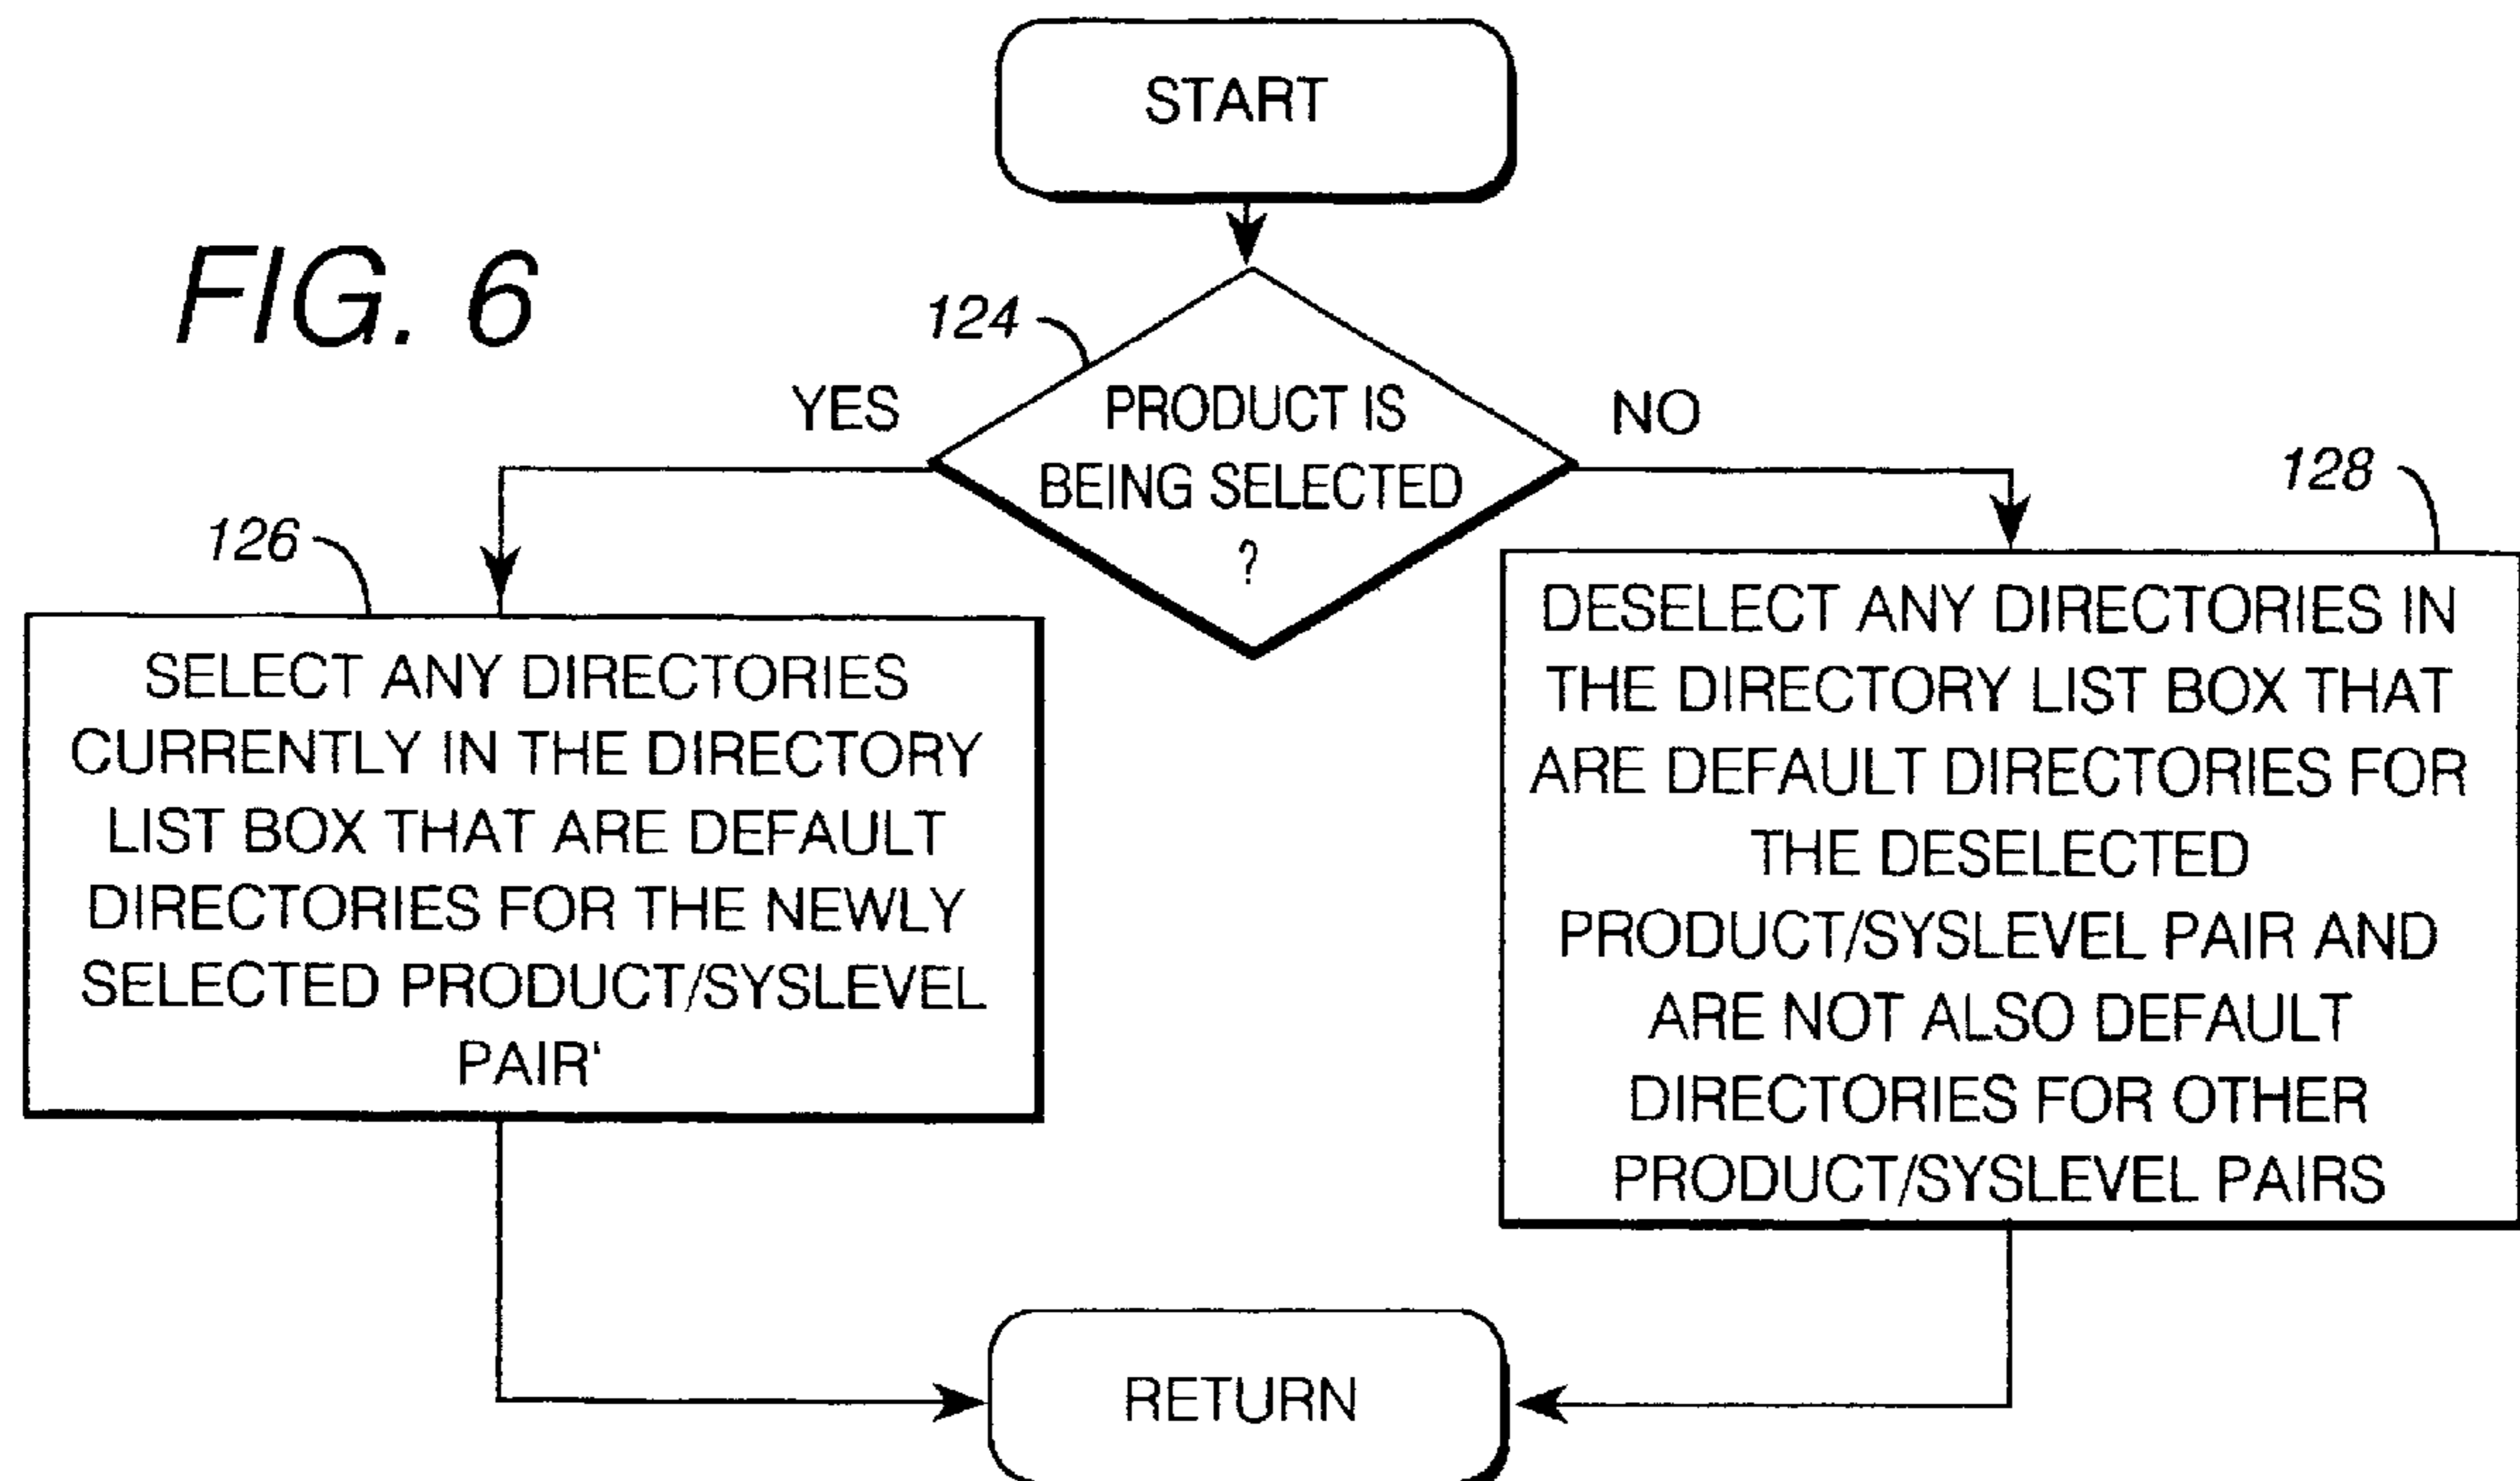 START
FIG. 6
124
YES
PRODUCT IS
BEING SELECTED
?
NO
126
SELECT ANY DIRECTORIES
CURRENTLY IN THE DIRECTORY
LIST BOX THAT ARE DEFAULT
DIRECTORIES FOR THE NEWLY
SELECTED PRODUCT/SYSLEVEL
PAIR'
128
DESELECT ANY DIRECTORIES IN
THE DIRECTORY LIST BOX THAT
ARE DEFAULT DIRECTORIES FOR
THE DESELECTED
PRODUCT/SYSLEVEL PAIR AND
ARE NOT ALSO DEFAULT
DIRECTORIES FOR OTHER
PRODUCT/SYSLEVEL PAIRS
RETURN